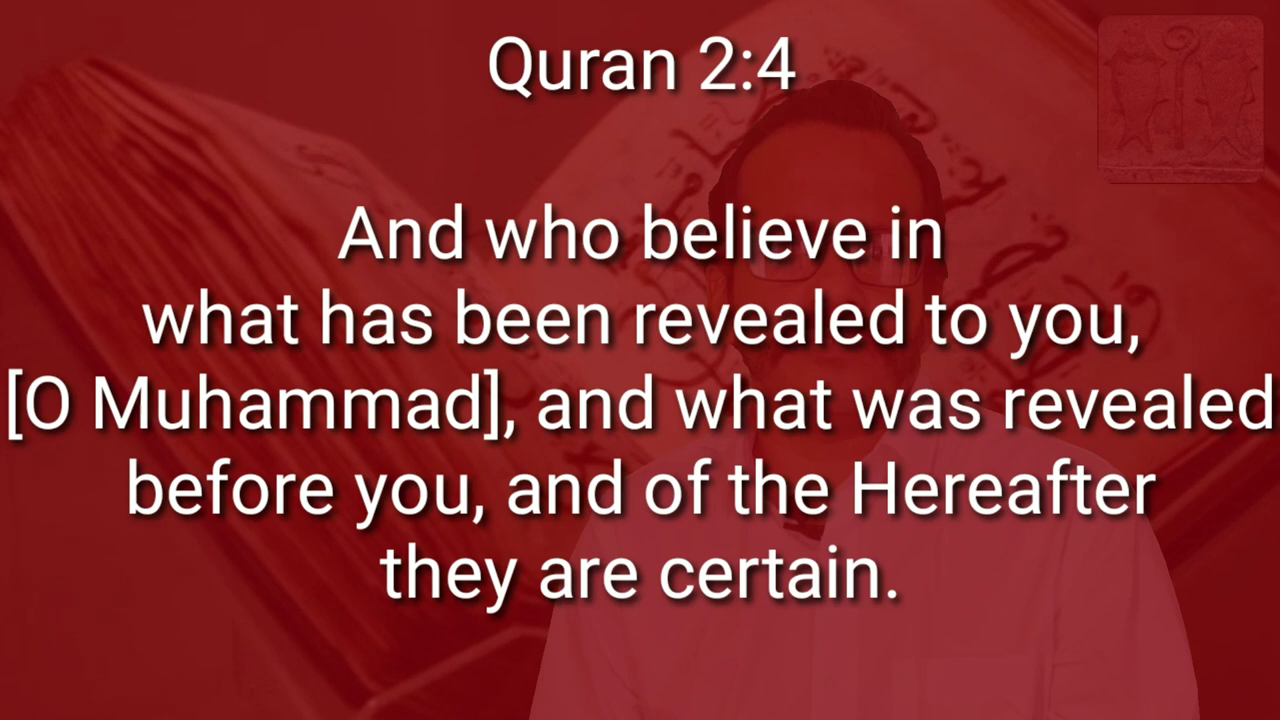 Quran 2:4
And who believe in
what has been revealed to you,
[O Muhammad], and what was revealed
before you, and of the Hereafter
they are certain.